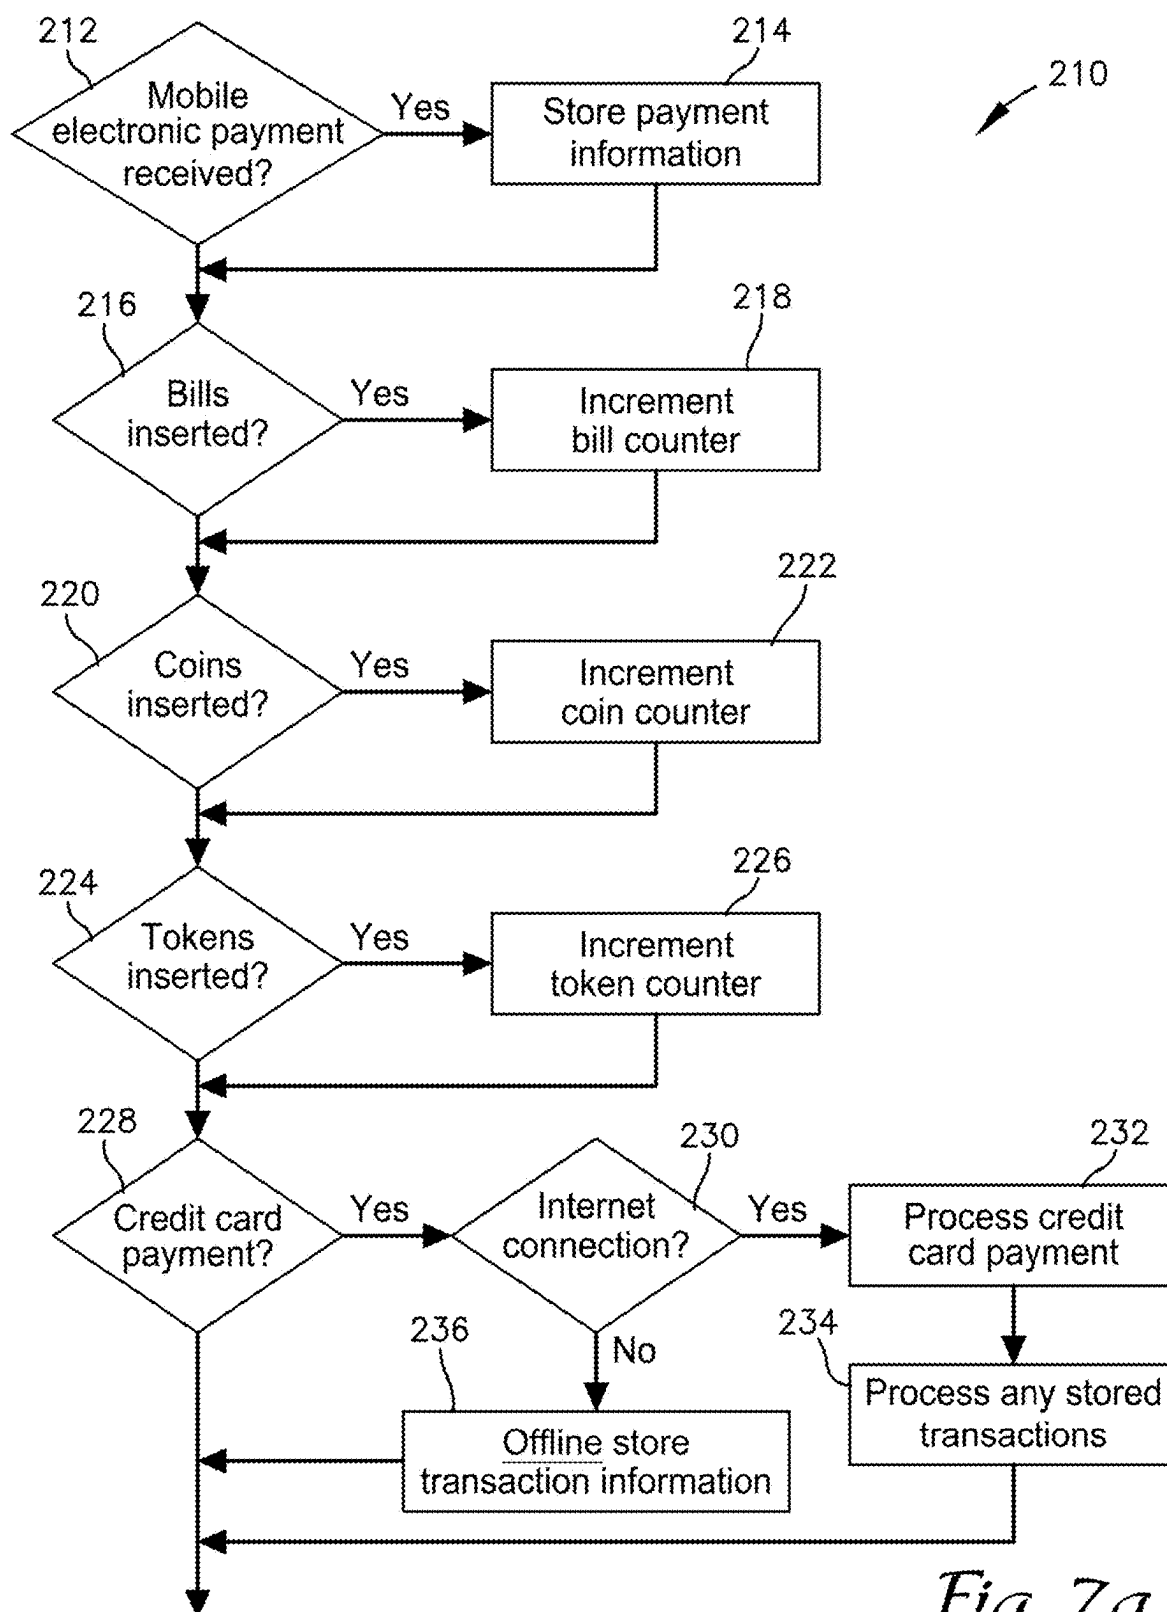 212
214
210
Mobile
electronic payment
received?
Yes
Store payment
information
216
218
Bills
inserted?
Yes
Increment
bill counter
220
222
Coins
inserted?
Yes
Increment
coin counter
224
226
Tokens
inserted?
Yes
Increment
token counter
228
230
232
Credit card
payment?
Yes
Internet
connection?
Yes
Process credit
card payment
236
No
234
Offline store
transaction information
Process any stored
transactions
Fig. 7a